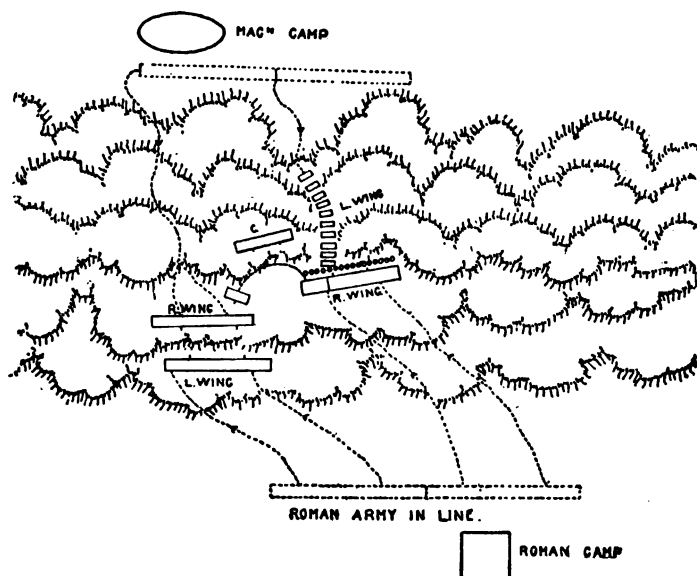 MACᴺ CAMP
L.WING
C
R.WING
R.WING
L.WING
ROMAN ARMY IN LINE.
ROMAN CAMP